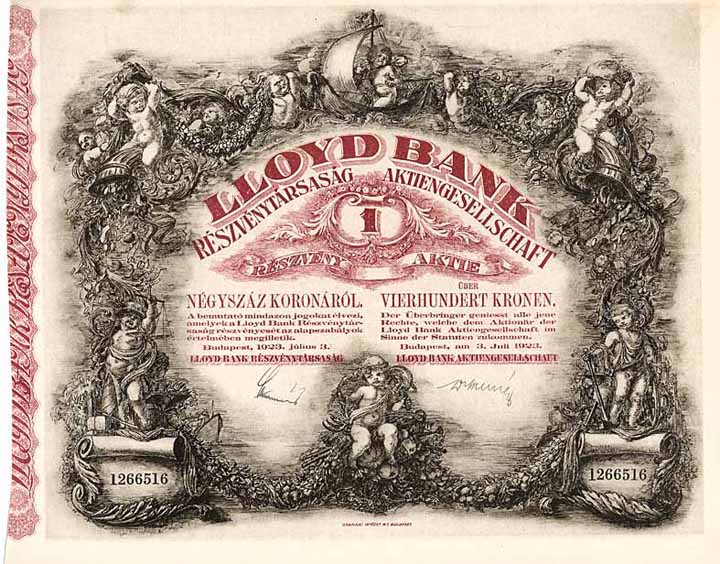 LLOYD BANK
RÉSZVÉNYTÁRSASÁG AKTIENGESELLSCHAFT
1
RÉSZVÉNY AKTIE
NÉGYSZÁZ KORONÁRÓL.
A bemutató mindazon jogokat élvezi,
amelyek a Lloyd Bank Részvénytár-
saság részvényesét az alapszabályok
értelmében megilletik.
Budapest, 1923. július 3.
LLOYD BANK RÉSZVÉNYTÁRSASÁG
ÜBER
VIERHUNDERT KRONEN.
Der Überbringer geniesst alle jene
Rechte, welche dem Aktionär der
Lloyd Bank Aktiengesellschaft im
Sinne der Statuten zukommen.
Budapest, am 3. Juli 1923.
LLOYD BANK AKTIENGESELLSCHAFT
1266516
1266516